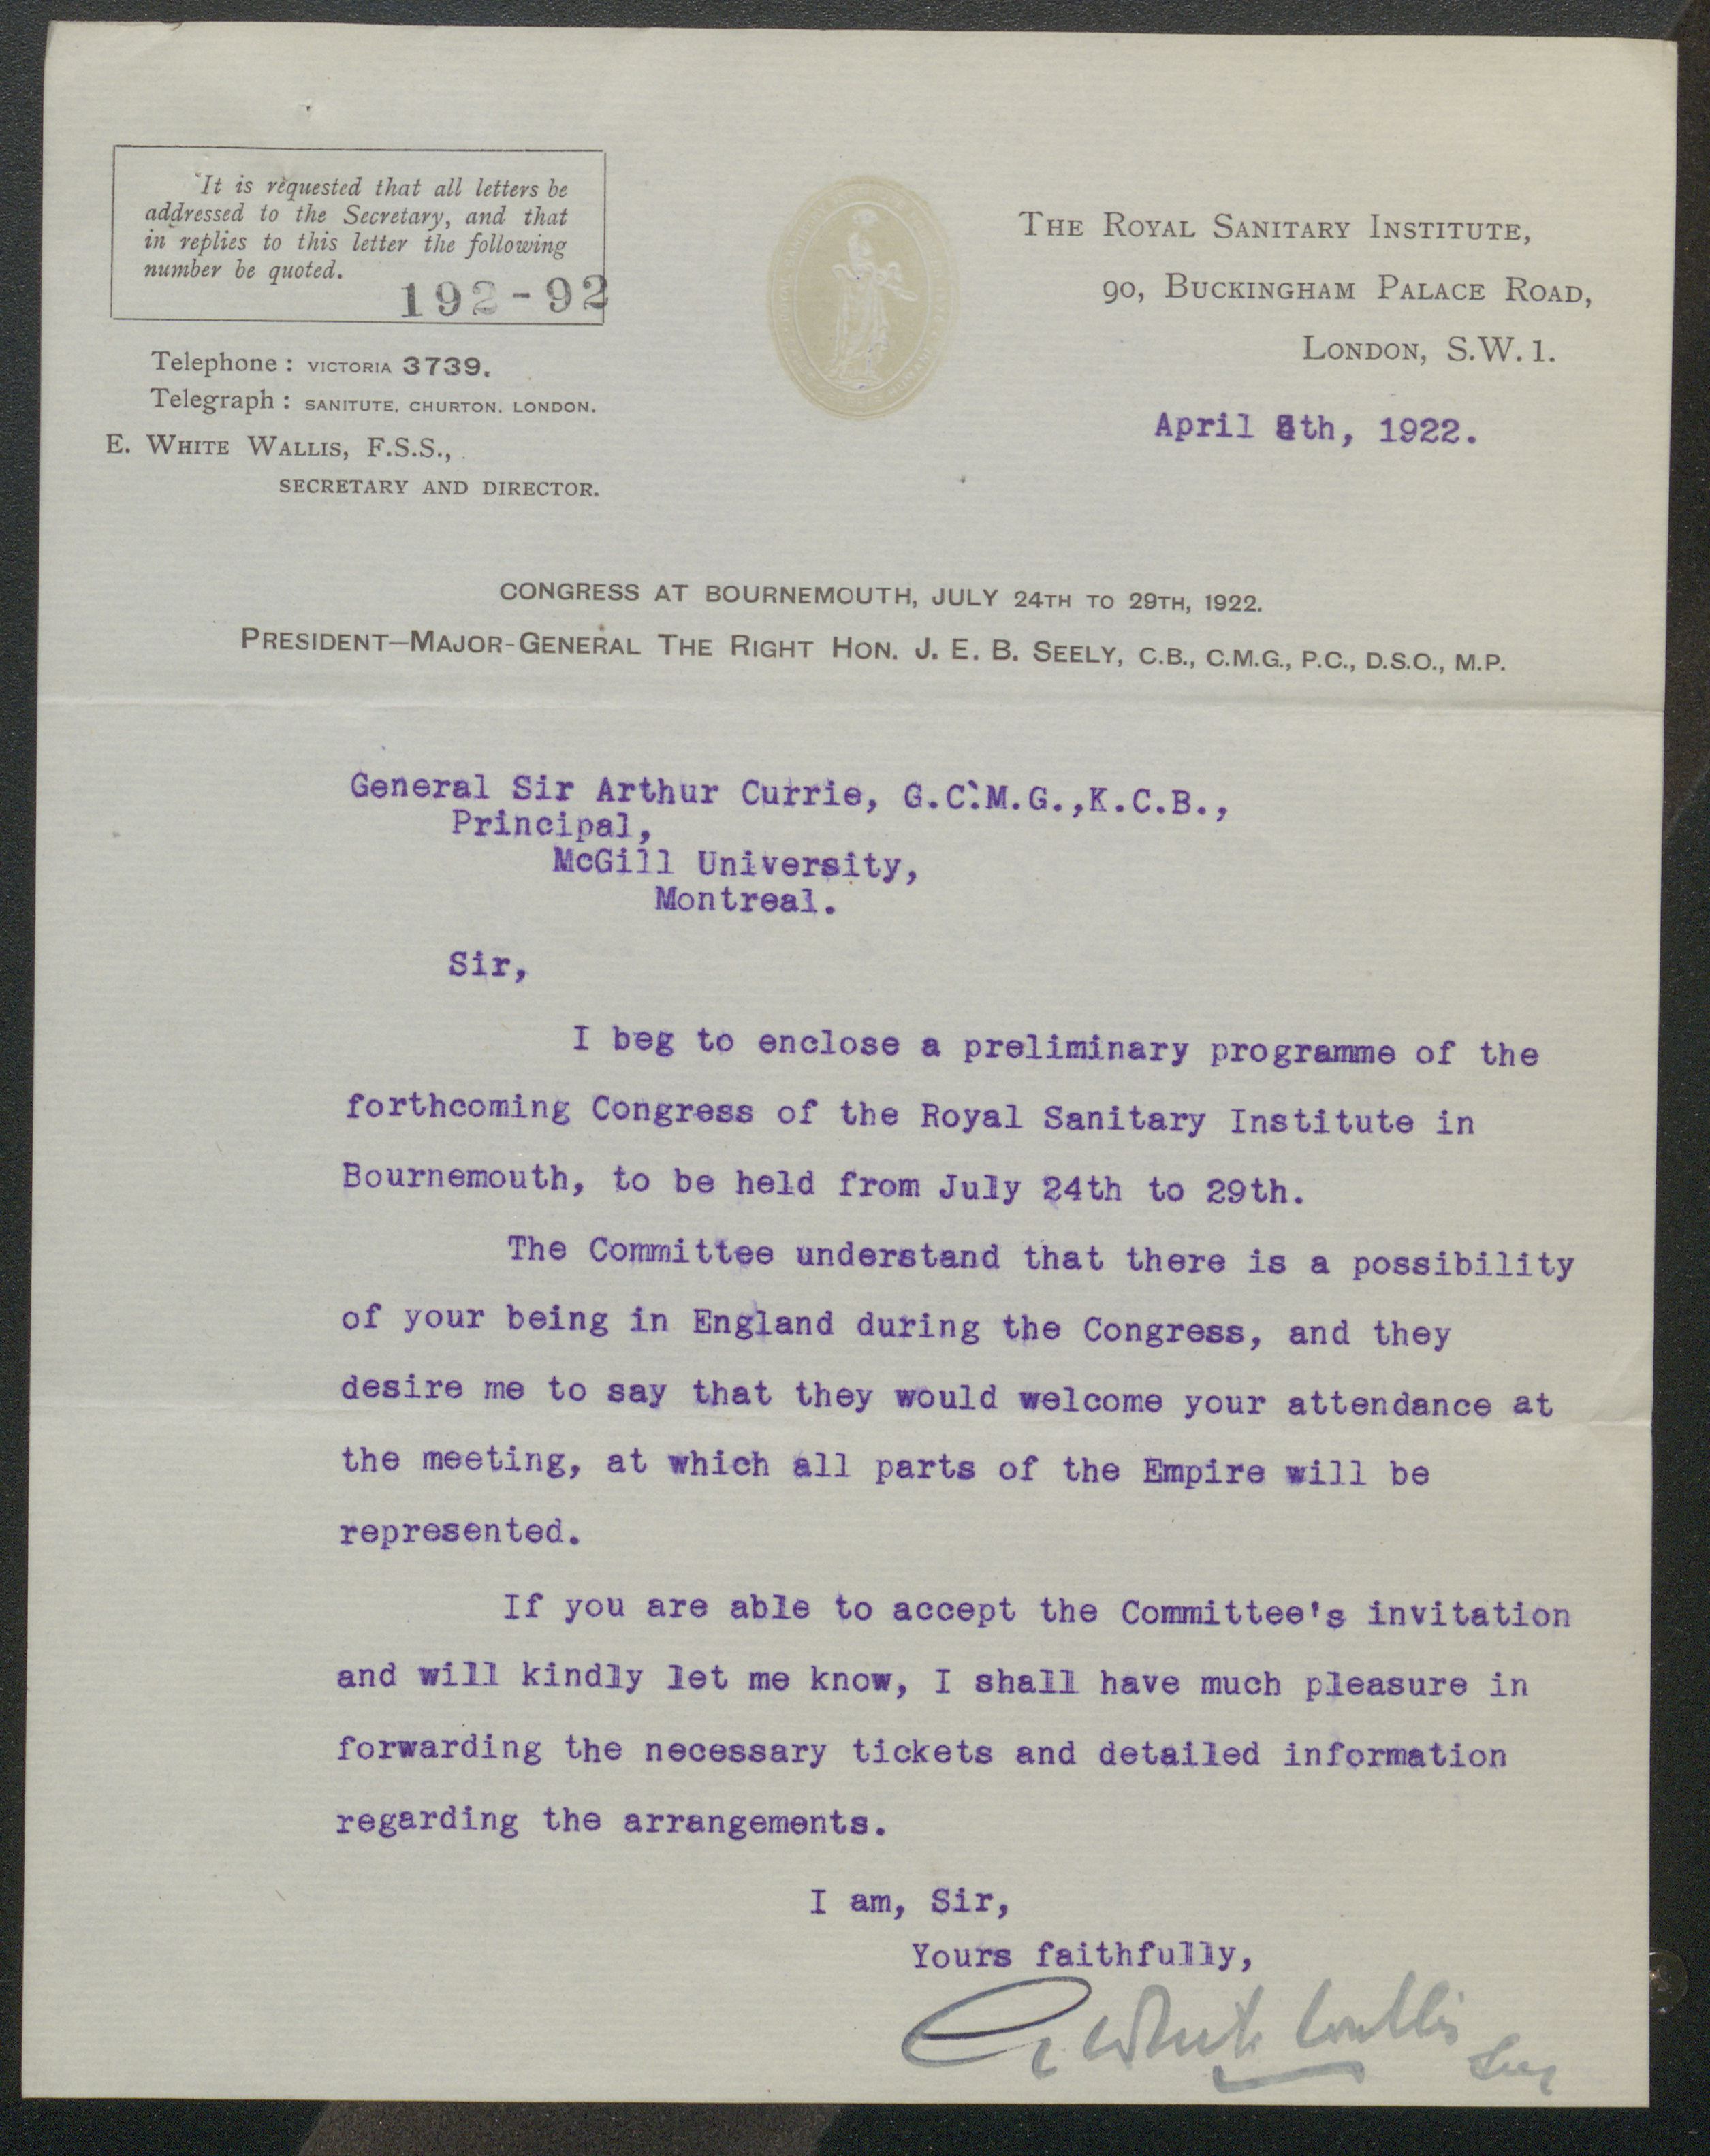 It is requested that all letters be
addressed to the Secretary, and that
in replies to this letter the following
number be quoted.
192-92
Telephone : VICTORIA 3739.
Telegraph : SANITUTE. CHURTON. LONDON.
E. WHITE WALLIS, F.S.S.,
SECRETARY AND DIRECTOR.
THE ROYAL SANITARY INSTITUTE,
90, BUCKINGHAM PALACE ROAD,
LONDON, S.W. 1.
April th, 1922.
CONGRESS AT BOURNEMOUTH, JULY 24TH TO 29TH, 1922.
PRESIDENT—MAJOR-GENERAL THE RIGHT HON. J. E. B. SEELY, C.B., C.M.G., P.C., D.S.O., M.P.
General Sir Arthur Currie, G.C.M.G.,K.C.B.,
Principal,
McGill University,
Montreal.
Sir,
I beg to enclose a preliminary programme of the
forthcoming Congress of the Royal Sanitary Institute in
Bournemouth, to be held from July 24th to 29th.
The Committee understand that there is a possibility
of your being in England during the Congress, and they
desire me to say that they would welcome your attendance at
the meeting, at which all parts of the Empire will be
represented.
If you are able to accept the Committee's invitation
and will kindly let me know, I shall have much pleasure in
forwarding the necessary tickets and detailed information
regarding the arrangements.
I am, Sir,
Yours faithfully,
E White Wallis